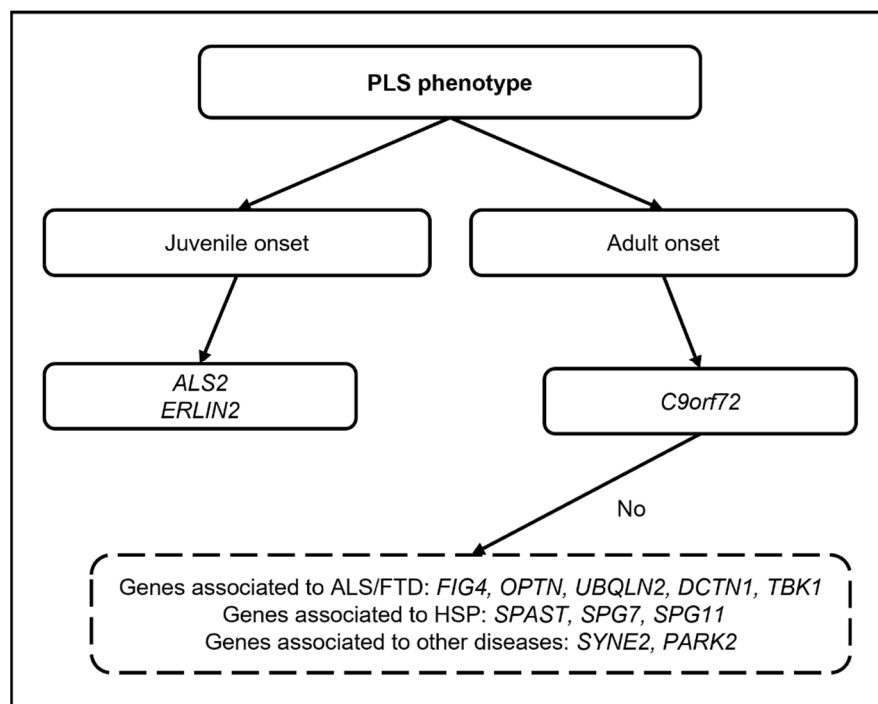 PLS phenotype
Juvenile onset
Adult onset
ALS2
ERLIN2
C9orf72
No
Genes associated to ALS/FTD: FIG4, OPTN, UBQLN2, DCTN1, TBK1
Genes associated to HSP: SPAST, SPG7, SPG11
Genes associated to other diseases: SYNE2, PARK2